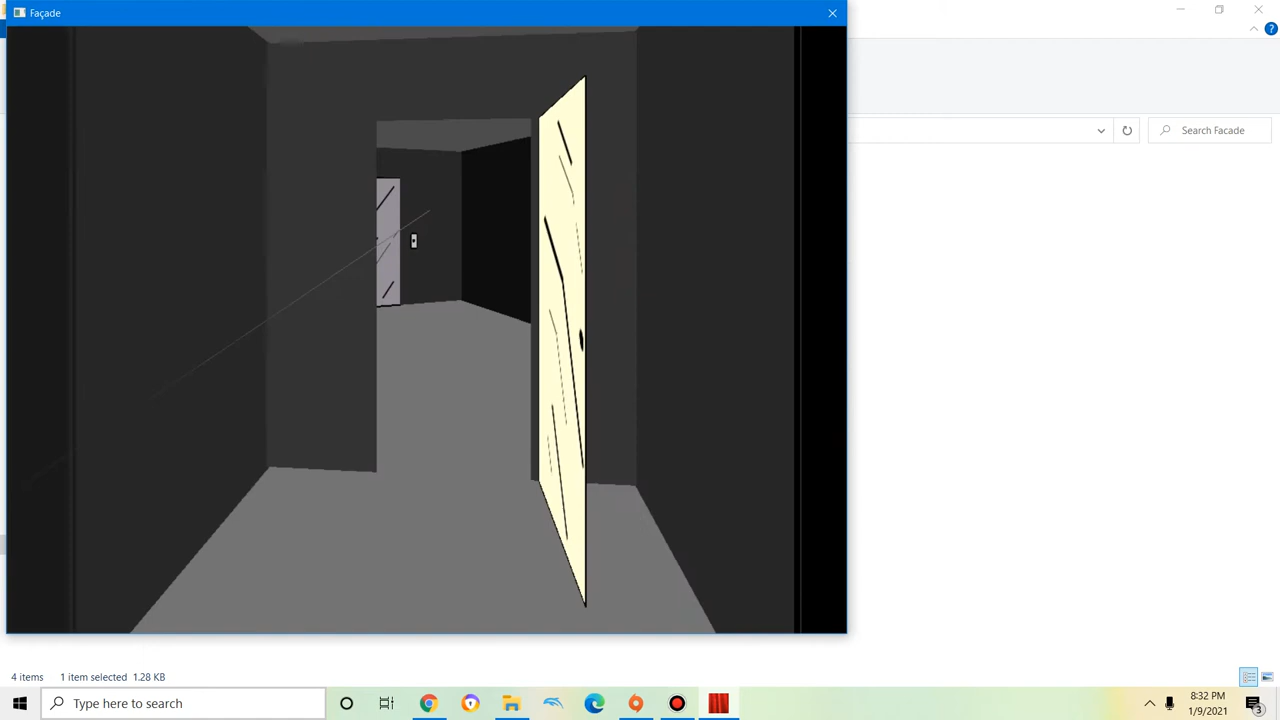 Façade
Search Facade
4 items 1 item selected 1.28 KB
Type here to search
8:32 PM
1/9/2021
3